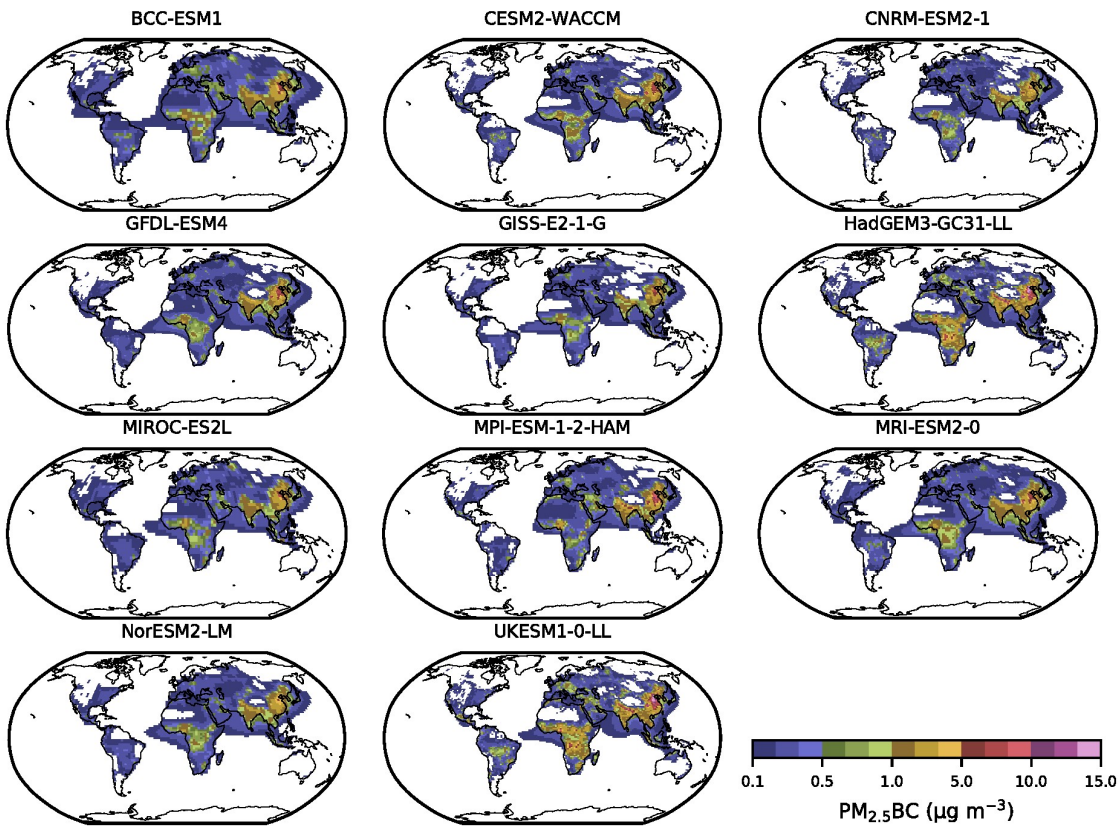 BCC-ESM1
CESM2-WACCM
CNRM-ESM2-1
GFDL-ESM4
GISS-E2-1-G
HadGEM3-GC31-LL
MIROC-ES2L
MPI-ESM-1-2-HAM
MRI-ESM2-0
NorESM2-LM
UKESM1-0-LL
0.1 0.5 1.0 5.0 10.0 15.0
PM₂.₅BC (µg m⁻³)